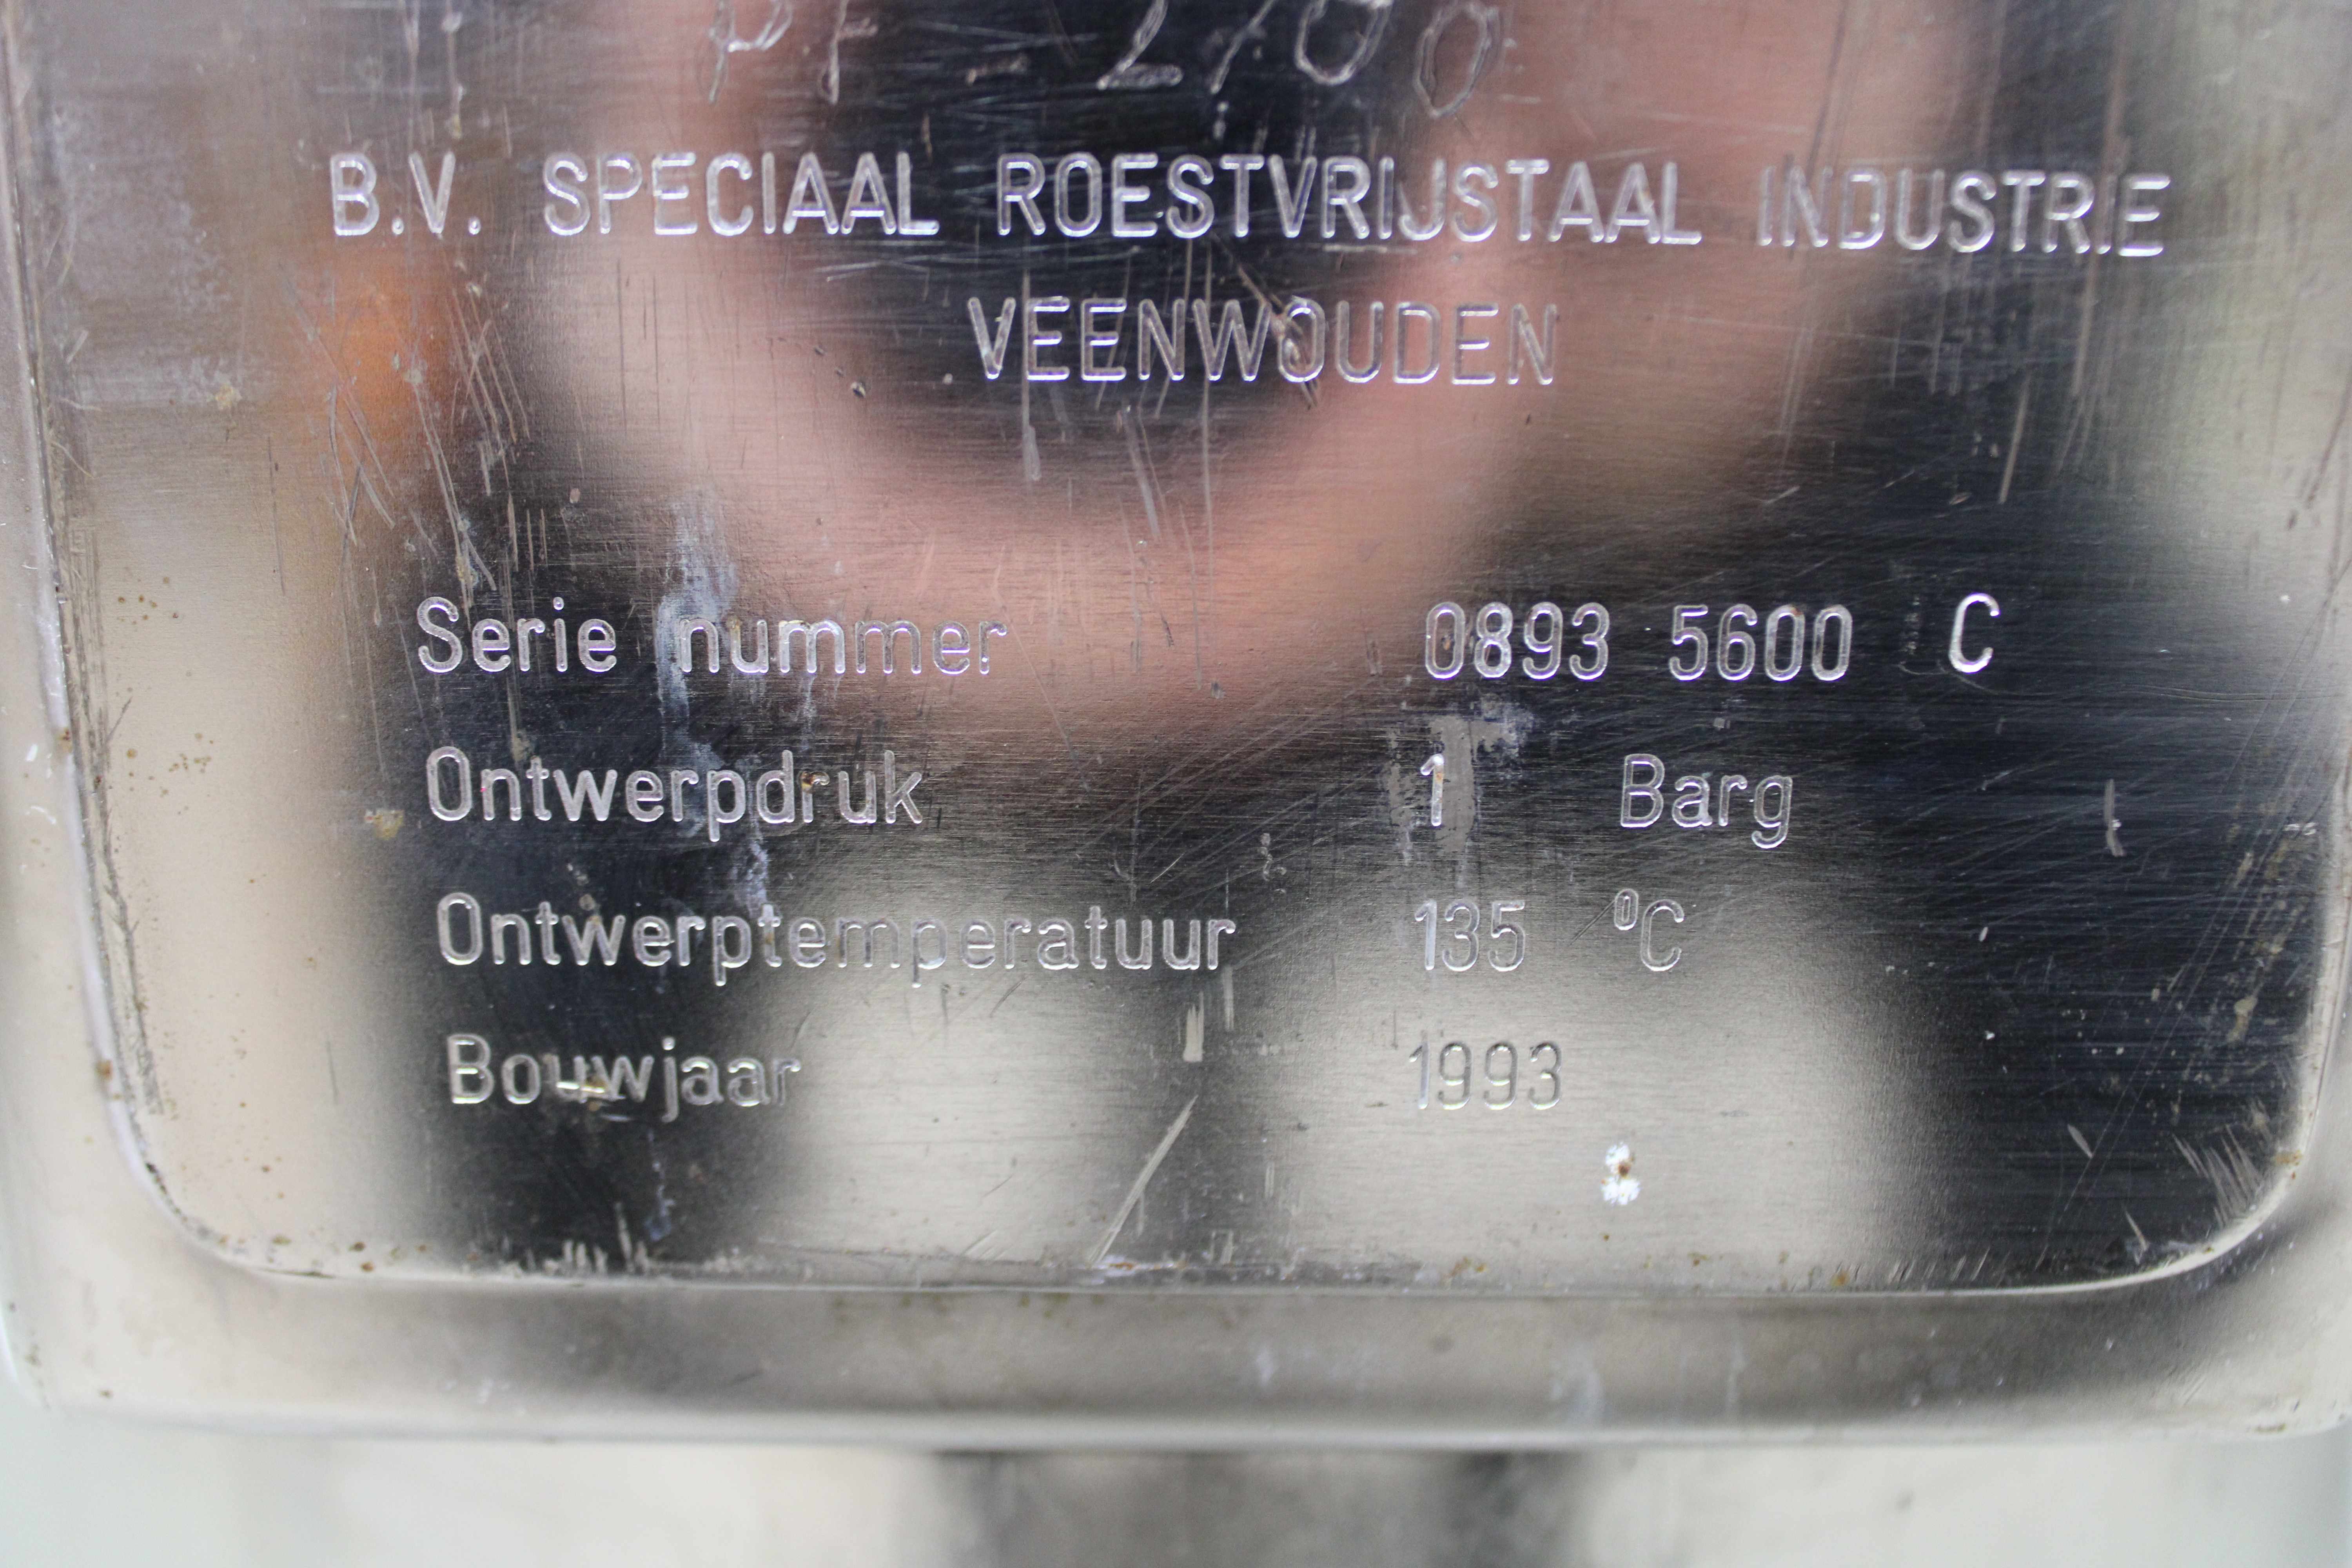 B.V. SPECIAAL ROESTVRIJSTAAL INDUSTRIE
VEENWOUDEN
Serie nummer 0893 5600 C
Ontwerpdruk 1 Barg
Ontwerptemperatuur 135 °C
Bouwjaar 1993